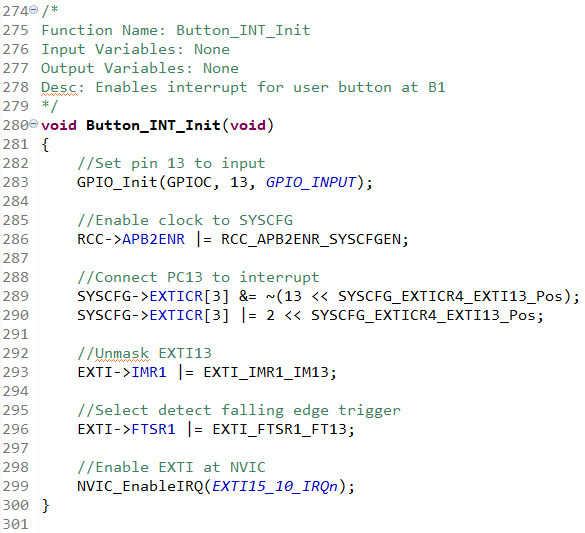 274 /*
275 Function Name: Button_INT_Init
276 Input Variables: None
277 Output Variables: None
278 Desc: Enables interrupt for user button at B1
279 */
280 void Button_INT_Init(void)
281 {
282     //Set pin 13 to input
283     GPIO_Init(GPIOC, 13, GPIO_INPUT);
284
285     //Enable clock to SYSCFG
286     RCC->APB2ENR |= RCC_APB2ENR_SYSCFGEN;
287
288     //Connect PC13 to interrupt
289     SYSCFG->EXTICR[3] &= ~(13 << SYSCFG_EXTICR4_EXTI13_Pos);
290     SYSCFG->EXTICR[3] |= 2 << SYSCFG_EXTICR4_EXTI13_Pos;
291
292     //Unmask EXTI13
293     EXTI->IMR1 |= EXTI_IMR1_IM13;
294
295     //Select detect falling edge trigger
296     EXTI->FTSR1 |= EXTI_FTSR1_FT13;
297
298     //Enable EXTI at NVIC
299     NVIC_EnableIRQ(EXTI15_10_IRQn);
300 }
301